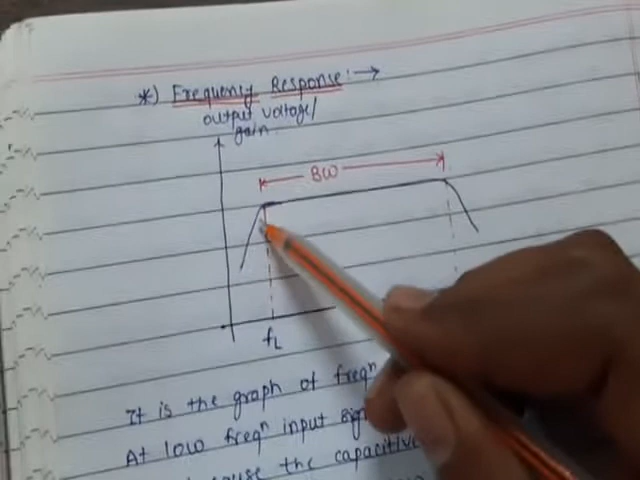 *) Frequency Response :→
output voltage/
gain
BW
fL
It is the graph of freqn
At low freqn input sign
the capacitive